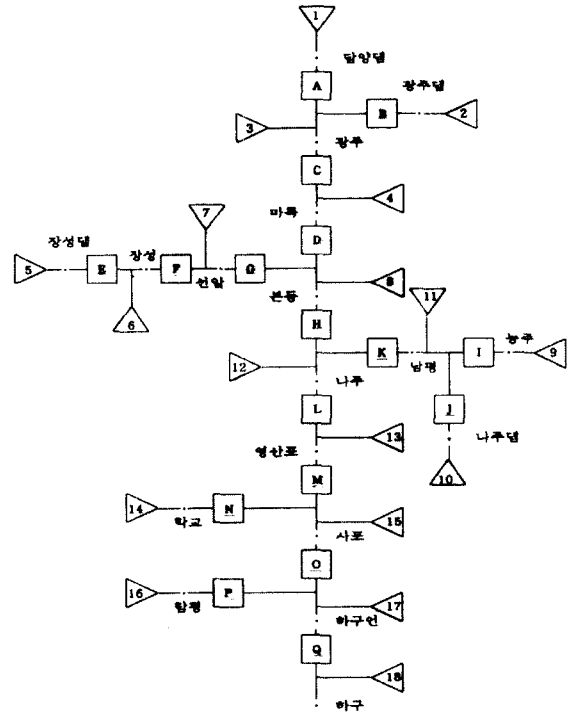 1
담양댐
A
광주댐
B
2
3
광주
C
4
마륵
D
7
장성댐
장성
5
E
F
G
선암
8
본동
6
11
H
12
K
I
능주
9
남평
나주
J
L
나주댐
13
영산포
10
M
14
N
학교
15
사포
O
16
P
함평
17
하구언
Q
18
하구